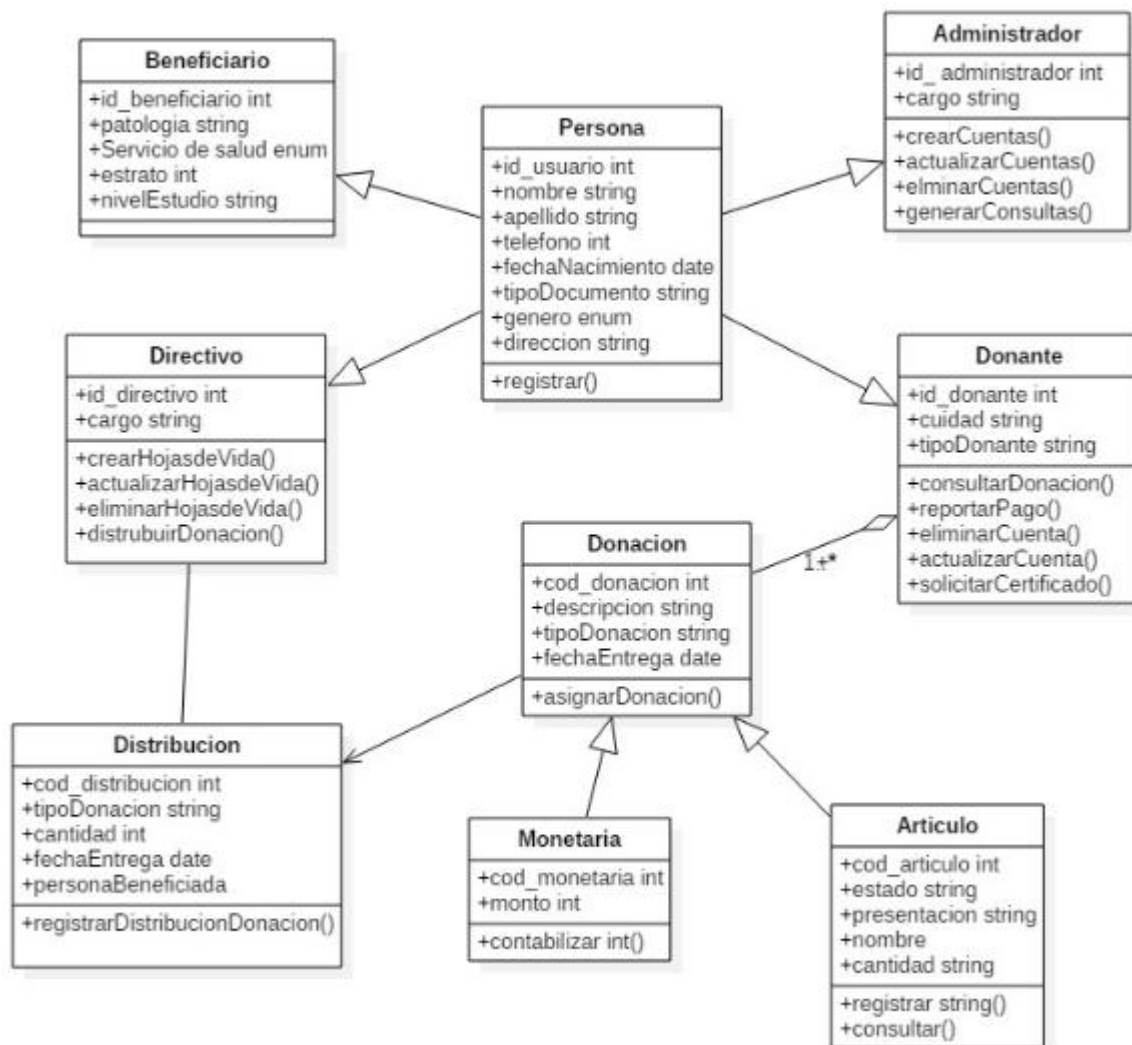 Beneficiario
+id_beneficiario int
+patologia string
+Servicio de salud enum
+estrato int
+nivelEstudio string
Persona
+id_usuario int
+nombre string
+apellido string
+telefono int
+fechaNacimiento date
+tipoDocumento string
+genero enum
+direccion string
+registrar()
Administrador
+id_ administrador int
+cargo string
+crearCuentas()
+actualizarCuentas()
+elminarCuentas()
+generarConsultas()
Directivo
+id_directivo int
+cargo string
+crearHojasdeVida()
+actualizarHojasdeVida()
+eliminarHojasdeVida()
+distrubuirDonacion()
Donante
+id_donante int
+cuidad string
+tipoDonante string
+consultarDonacion()
+reportarPago()
+eliminarCuenta()
+actualizarCuenta()
+solicitarCertificado()
Donacion
+cod_donacion int
+descripcion string
+tipoDonacion string
+fechaEntrega date
+asignarDonacion()
Distribucion
+cod_distribucion int
+tipoDonacion string
+cantidad int
+fechaEntrega date
+personaBeneficiada
+registrarDistribucionDonacion()
Monetaria
+cod_monetaria int
+monto int
+contabilizar int()
Articulo
+cod_articulo int
+estado string
+presentacion string
+nombre
+cantidad string
+registrar string()
+consultar()